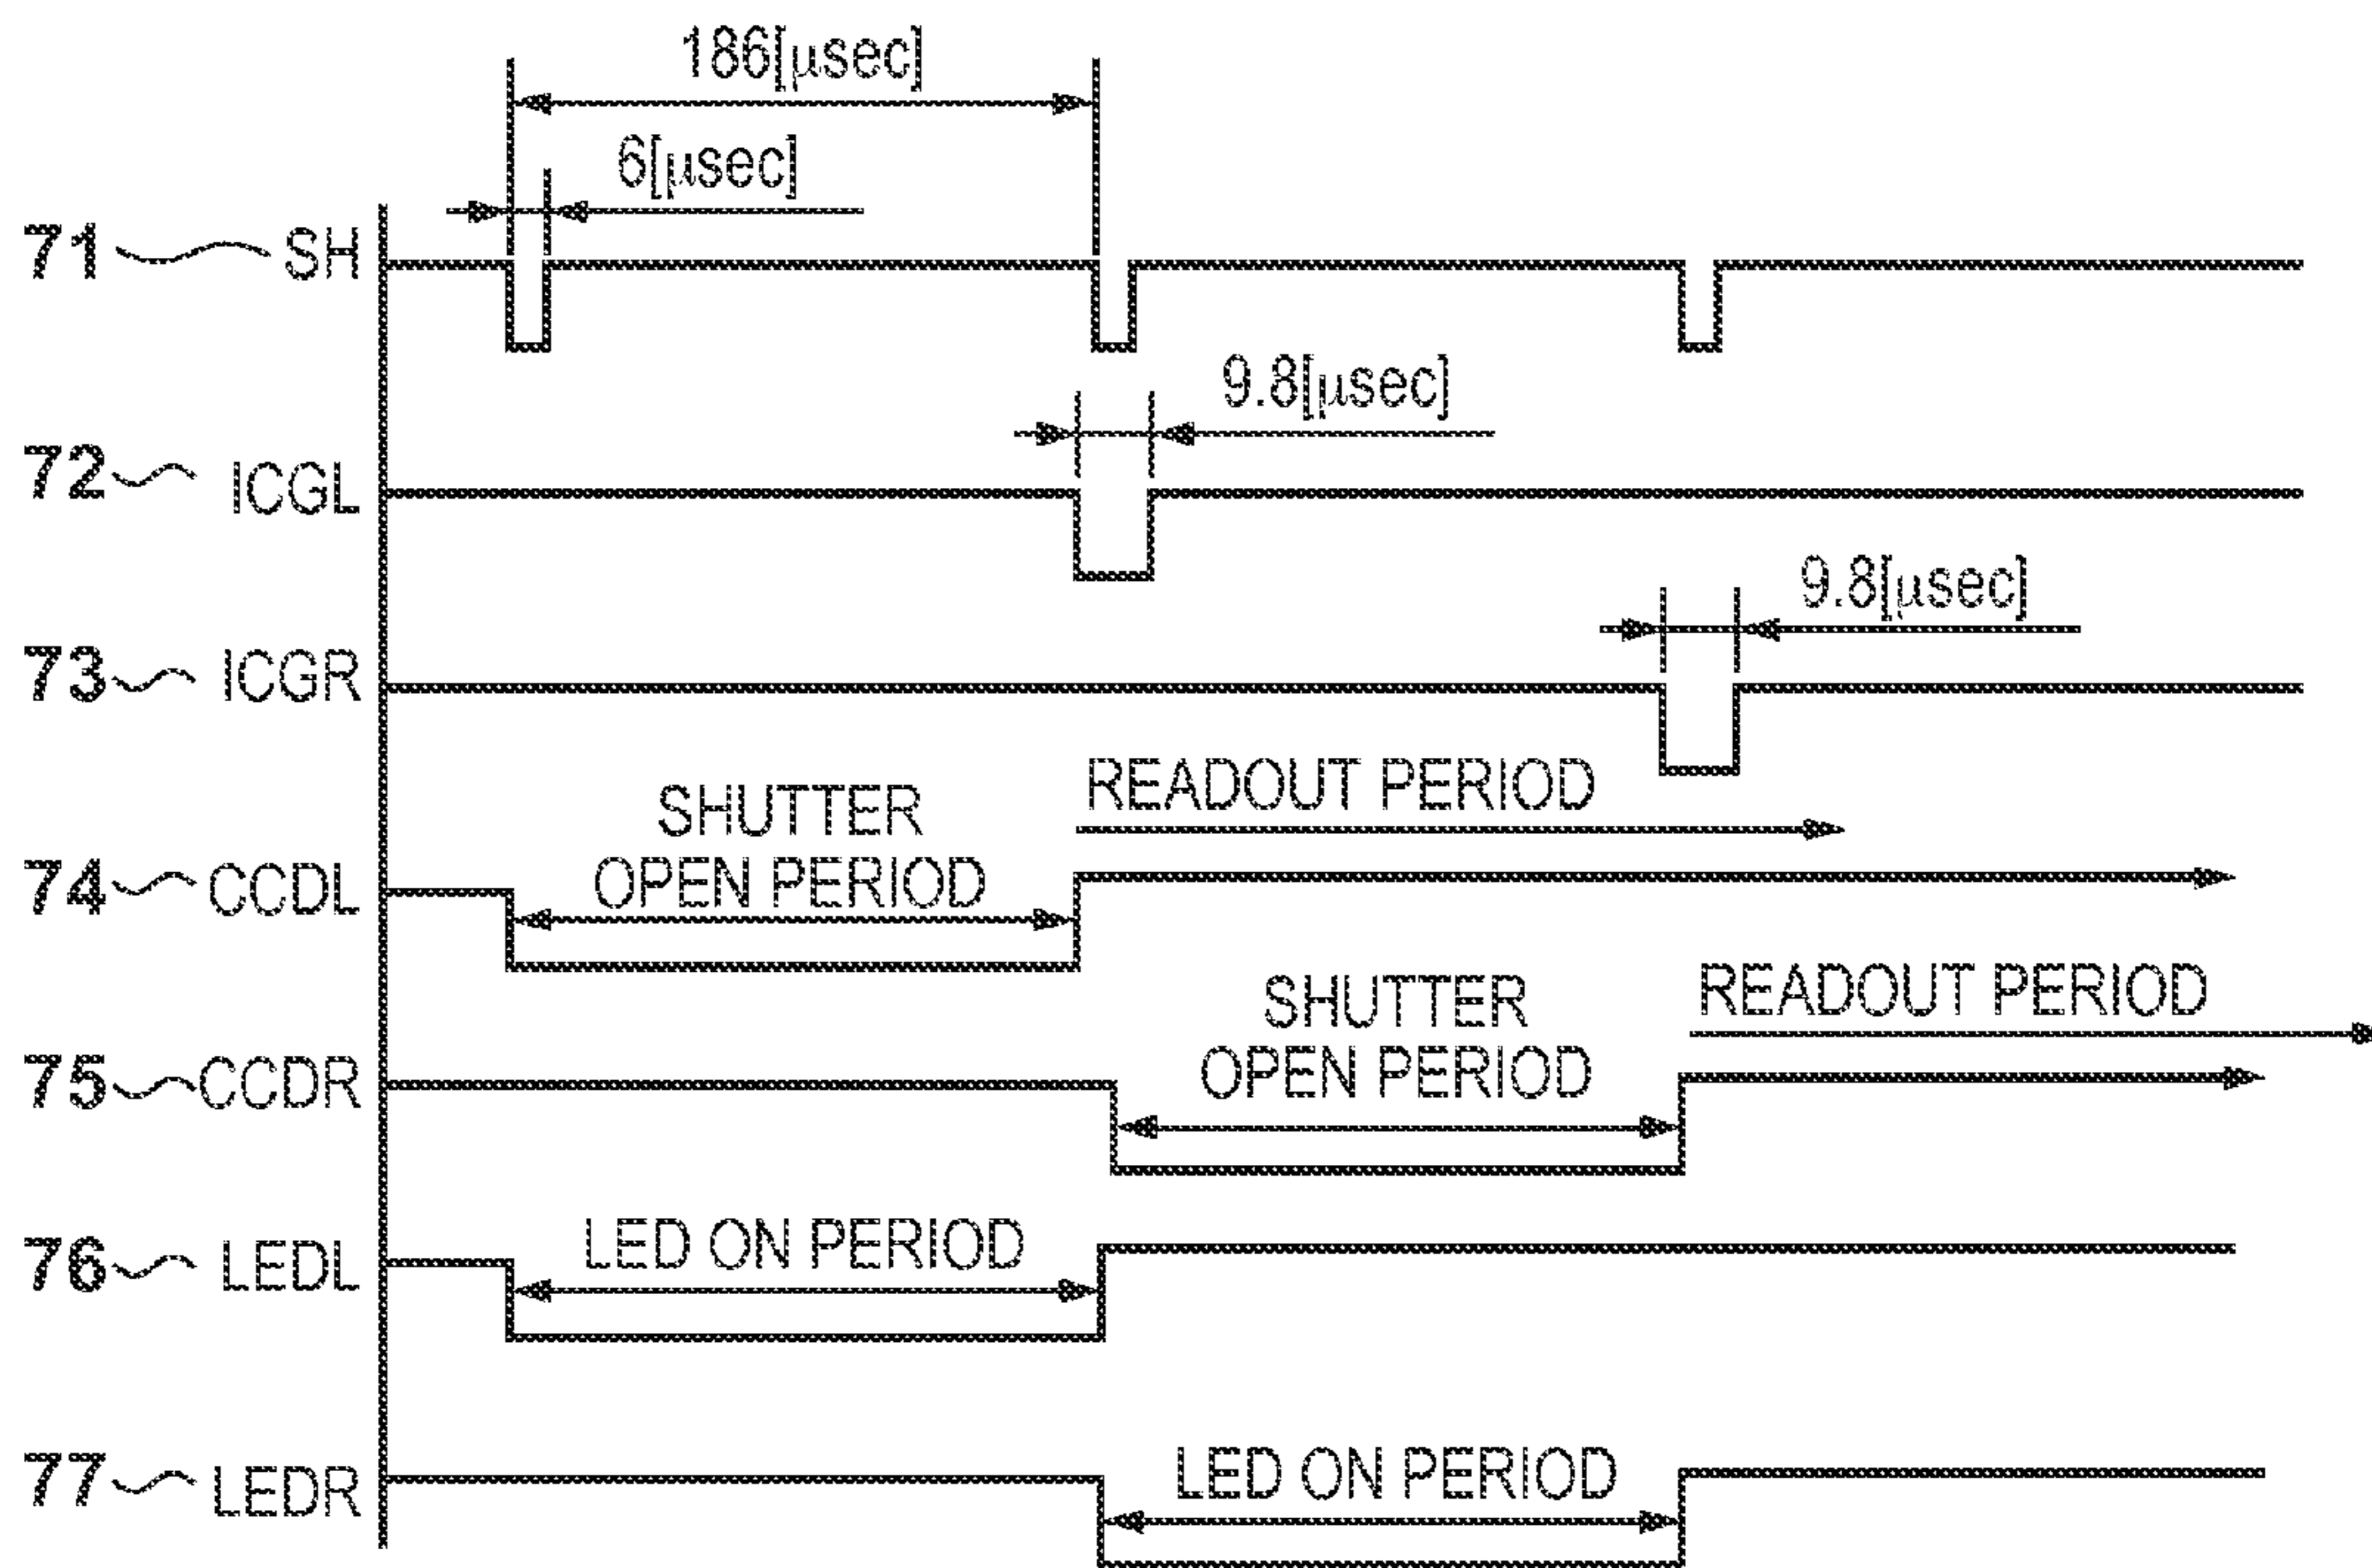 186[μsec]
6[μsec]
71 SH
9.8[μsec]
72 ICGL
9.8[μsec]
73 ICGR
READOUT PERIOD
SHUTTER
OPEN PERIOD
74 CCDL
READOUT PERIOD
SHUTTER
OPEN PERIOD
75 CCDR
76 LEDL
LED ON PERIOD
77 LEDR
LED ON PERIOD